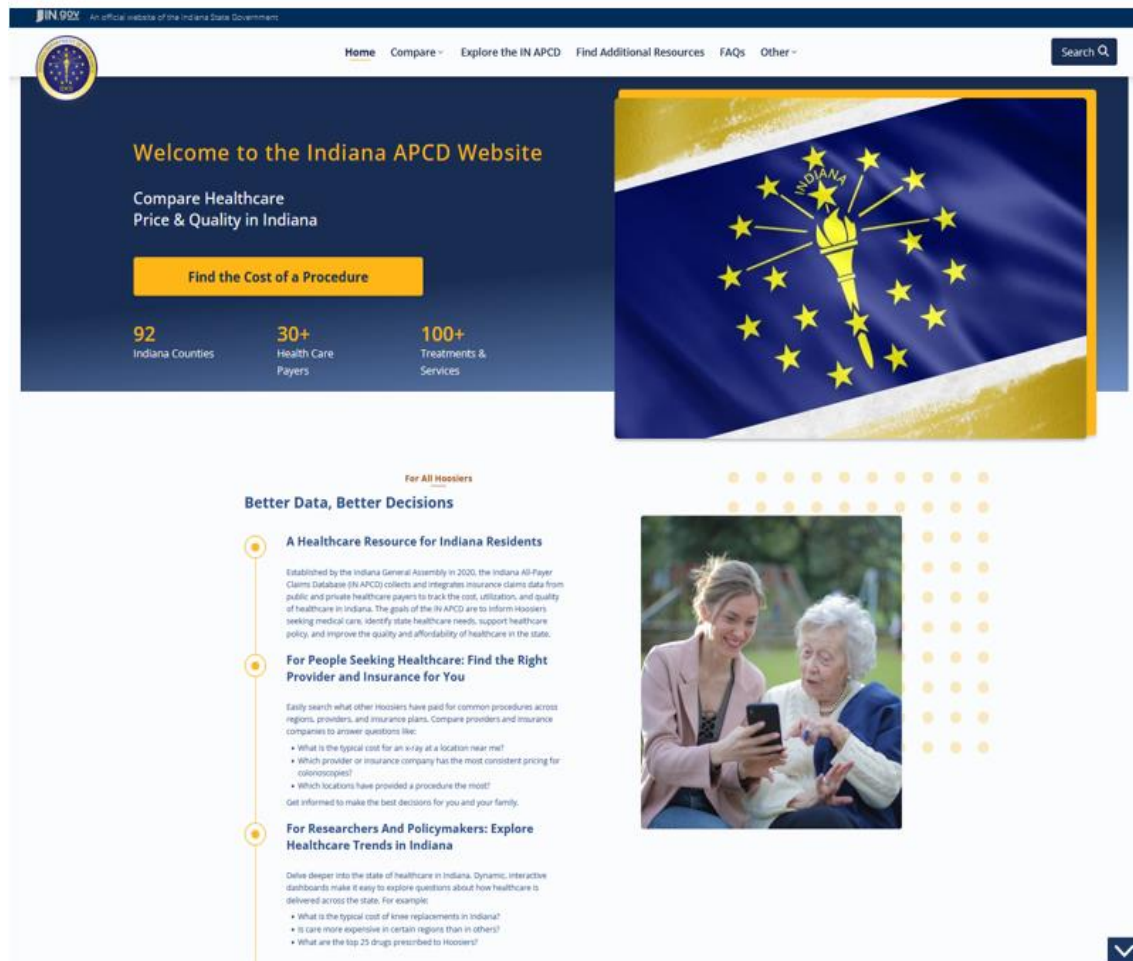 IN.gov An official website of the Indiana State Government
Home Compare Explore the IN APCD Find Additional Resources FAQs Other Search
Welcome to the Indiana APCD Website
Compare Healthcare
Price & Quality in Indiana
Find the Cost of a Procedure
92
Indiana Counties
30+
Health Care
Payers
100+
Treatments &
Services
INDIANA
For All Hoosiers
Better Data, Better Decisions
A Healthcare Resource for Indiana Residents
Established by the Indiana General Assembly in 2020, the Indiana All-Payer
Claims Database (IN APCD) collects and integrates insurance claims data from
public and private healthcare payers to track the cost, utilization, and quality
of healthcare in Indiana. The goals of the IN APCD are to inform Hoosiers
seeking medical care, identify state healthcare needs, support healthcare
policy, and improve the quality and affordability of healthcare in the state.
For People Seeking Healthcare: Find the Right
Provider and Insurance for You
Easily search what other Hoosiers have paid for common procedures across
regions, providers, and insurance plans. Compare providers and insurance
companies to answer questions like:
• What is the typical cost for an x-ray at a location near me?
• Which provider or insurance company has the most consistent pricing for
colonoscopies?
• Which locations have provided a procedure the most?
Get informed to make the best decisions for you and your family.
For Researchers And Policymakers: Explore
Healthcare Trends in Indiana
Delve deeper into the state of healthcare in Indiana. Dynamic, interactive
dashboards make it easy to explore questions about how healthcare is
delivered across the state. For example:
• What is the typical cost of knee replacements in Indiana?
• Is care more expensive in certain regions than in others?
• What are the top 25 drugs prescribed to Hoosiers?